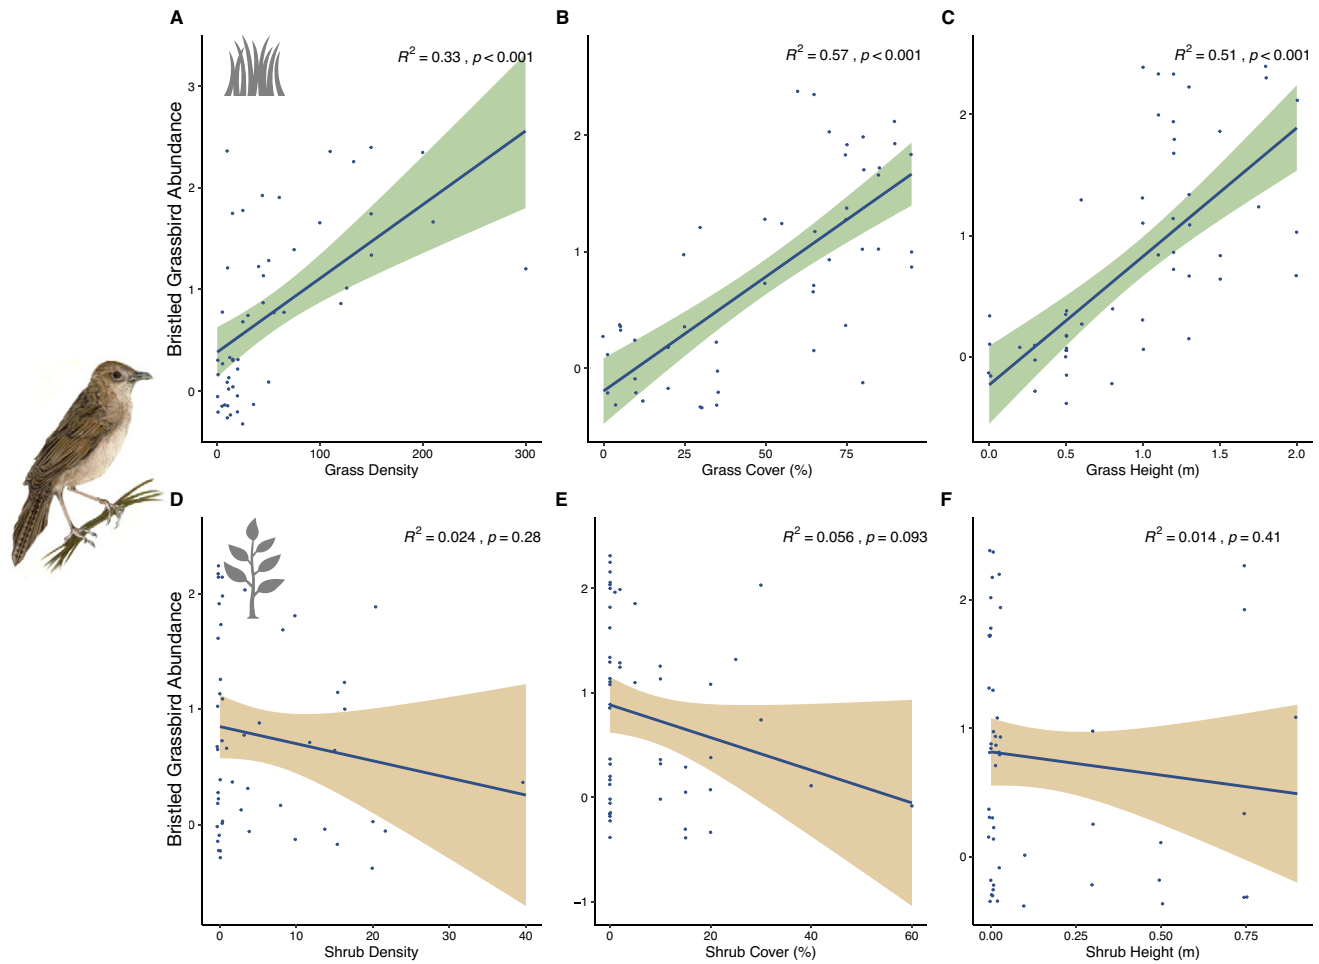 A
R² = 0.33 , p < 0.001
Bristled Grassbird Abundance
3
2
1
0
0 100 200 300
Grass Density
B
R² = 0.57 , p < 0.001
2
1
0
0 25 50 75
Grass Cover (%)
C
R² = 0.51 , p < 0.001
2
1
0
0.0 0.5 1.0 1.5 2.0
Grass Height (m)
D
R² = 0.024 , p = 0.28
Bristled Grassbird Abundance
2
1
0
0 10 20 30 40
Shrub Density
E
R² = 0.056 , p = 0.093
2
1
0
−1
0 20 40 60
Shrub Cover (%)
F
R² = 0.014 , p = 0.41
2
1
0
0.00 0.25 0.50 0.75
Shrub Height (m)